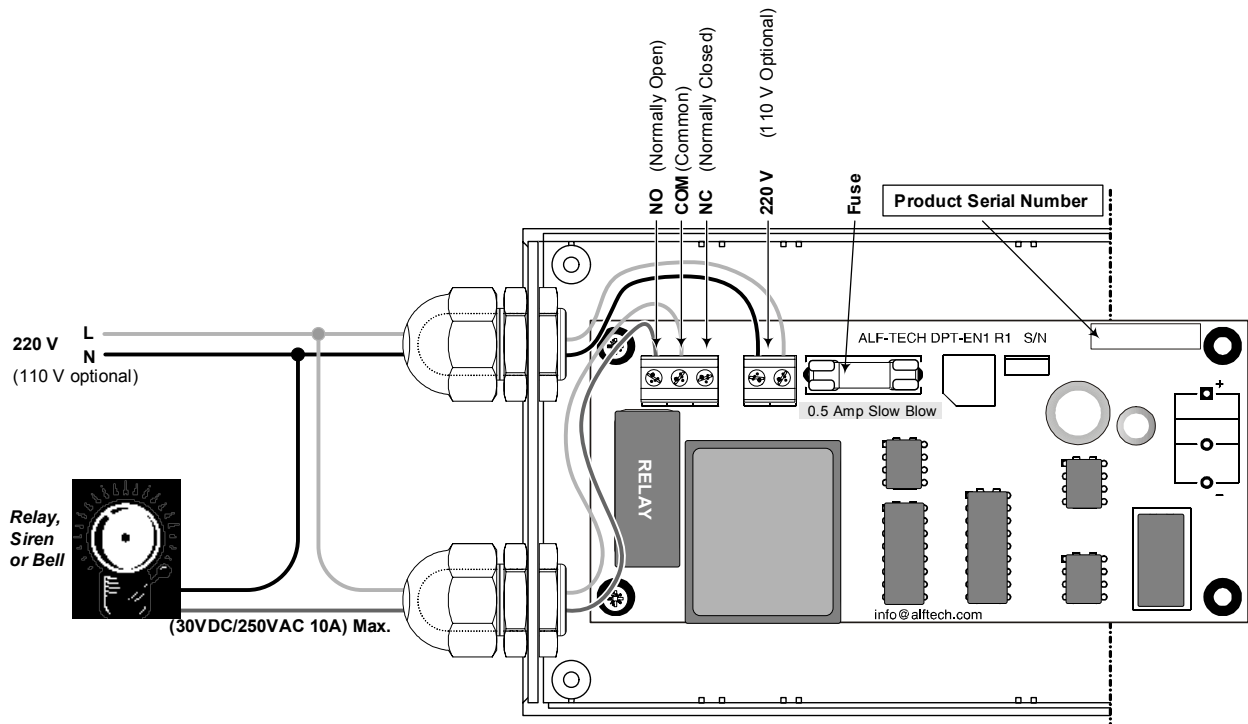 NO (Normally Open)
COM (Common)
NC (Normally Closed)
220 V (110 V Optional)
Fuse
Product Serial Number
L
220 V
N
(110 V optional)
ALF-TECH DPT-EN1 R1 S/N
0.5 Amp Slow Blow
+
RELAY
-
Relay,
Siren
or Bell
info@alftech.com
(30VDC/250VAC 10A) Max.